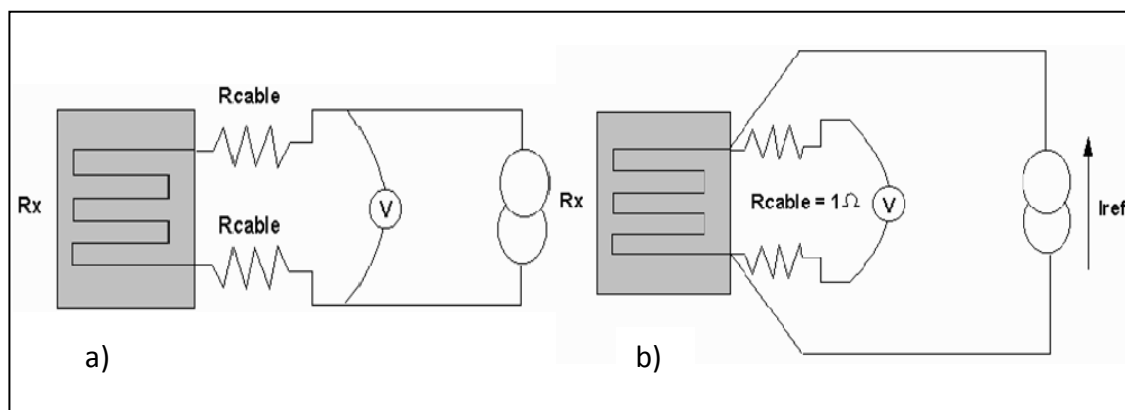 Rcable
Rx
V
Rcable
a)
Rx
Rcable = 1Ω
V
Iref
b)